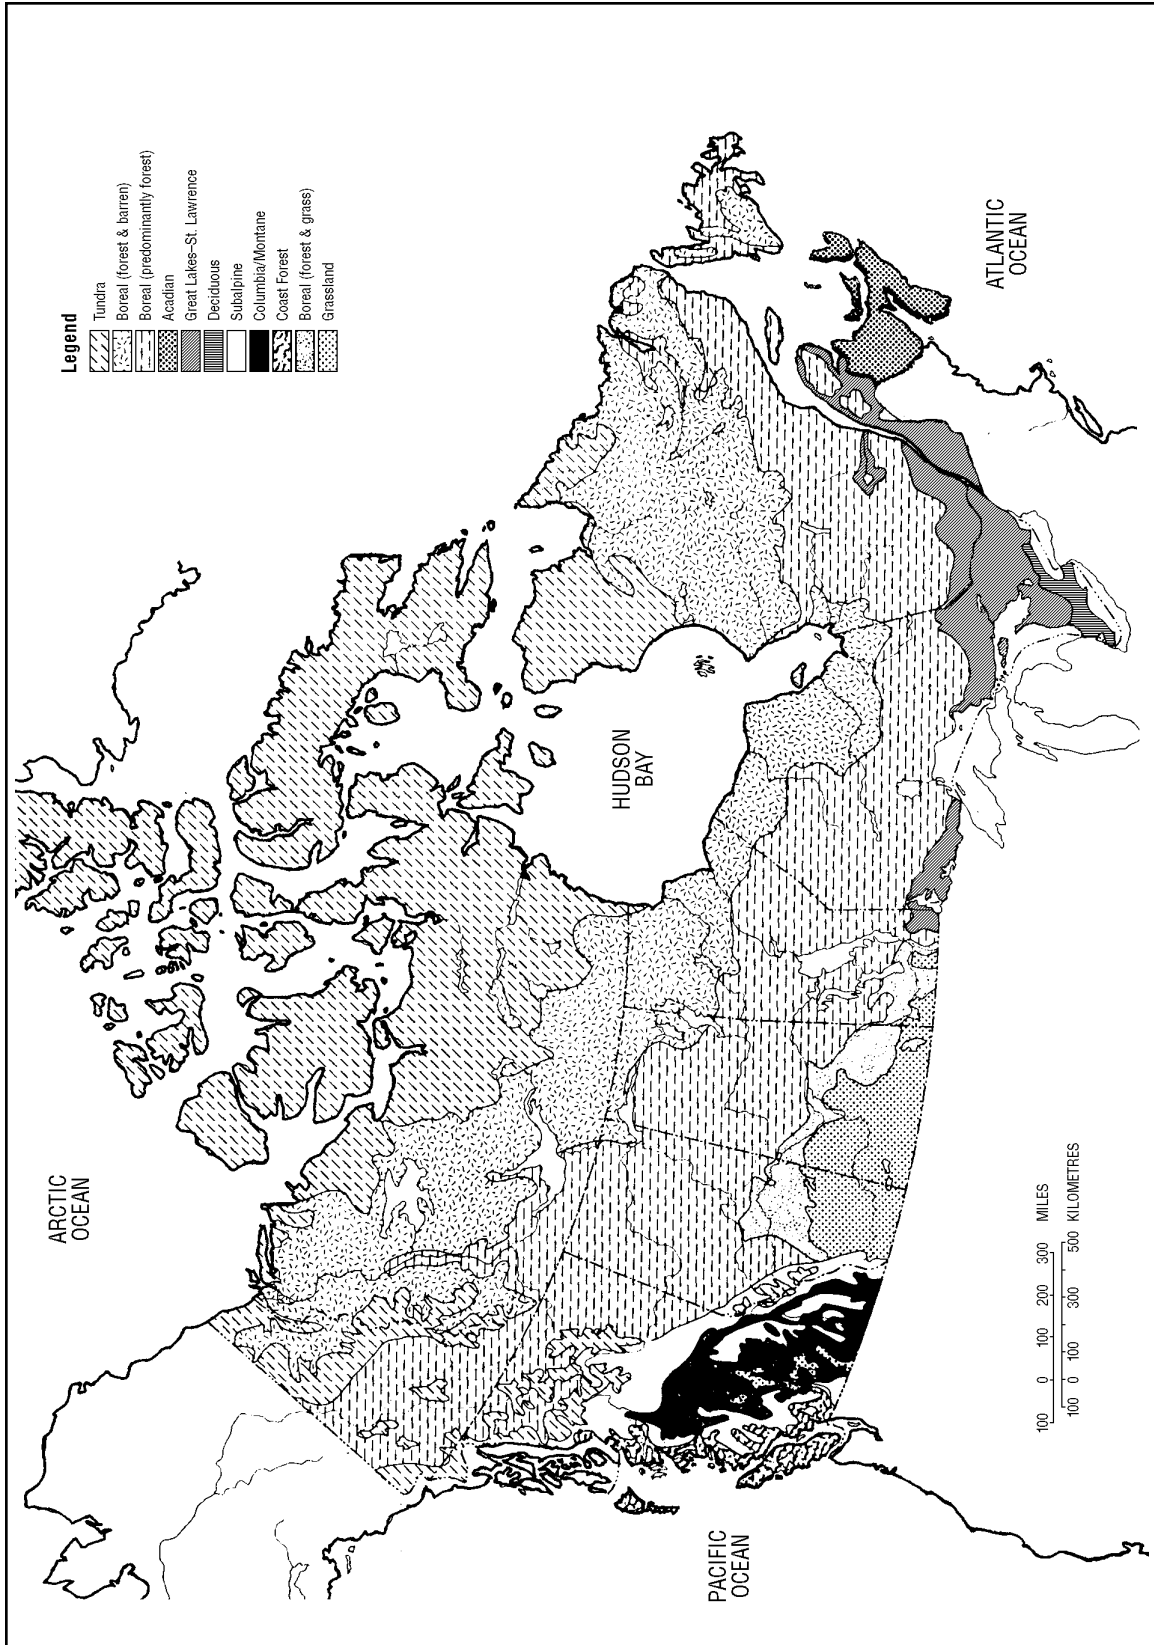 Legend
Tundra
Boreal (forest & barren)
Boreal (predominantly forest)
Acadian
Great Lakes–St. Lawrence
Deciduous
Subalpine
Columbia/Montane
Coast Forest
Boreal (forest & grass)
Grassland
ARCTIC
OCEAN
HUDSON
BAY
ATLANTIC
OCEAN
PACIFIC
OCEAN
100 0 100 200 300 MILES
100 0 100 300 500 KILOMETRES